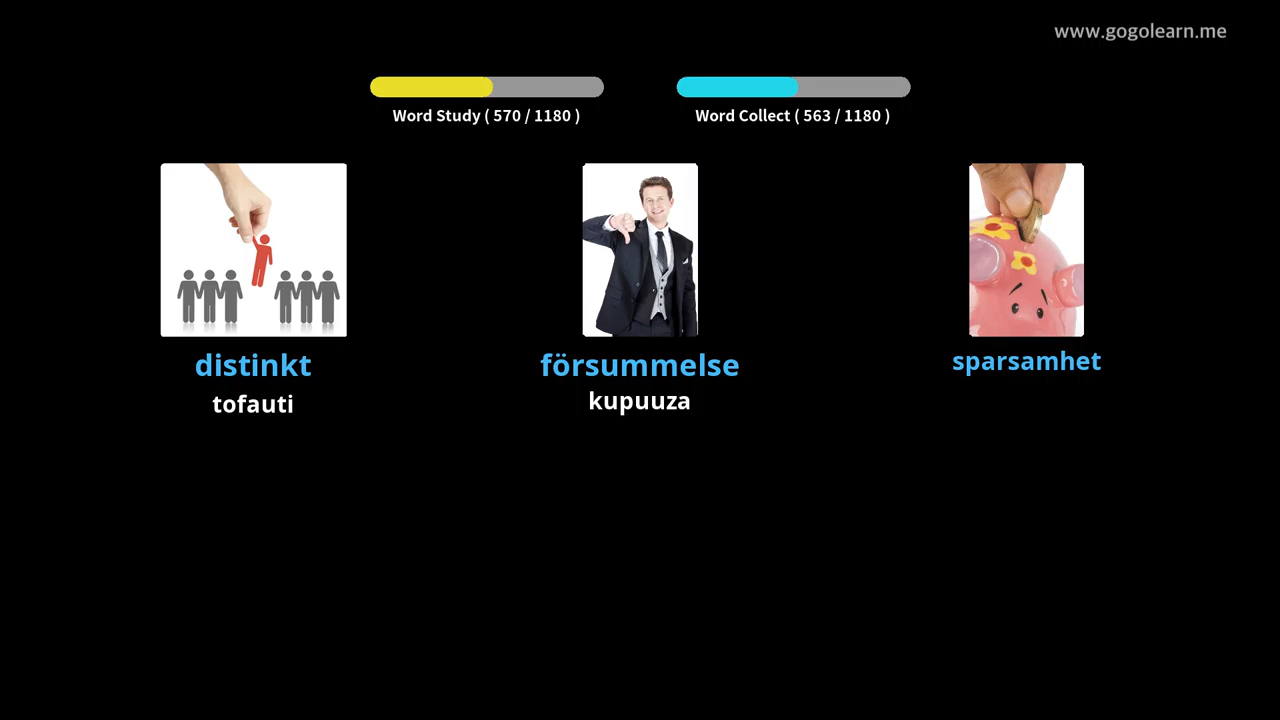 www.gogolearn.me
Word Study ( 570 / 1180 )
Word Collect ( 563 / 1180 )
distinkt
tofauti
försummelse
kupuuza
sparsamhet